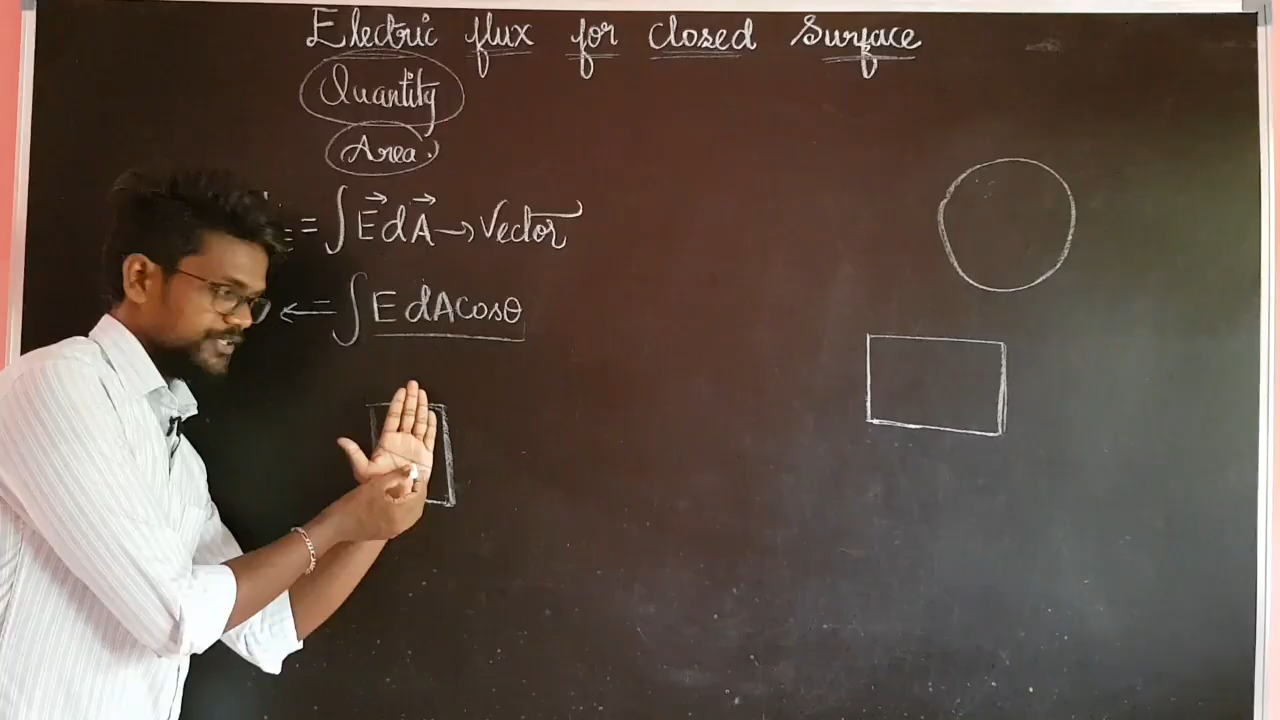 Electric flux for closed Surface
Quantity
Area.
= ∫ E⃗ dA⃗ → Vector
← = ∫ E dA cosθ